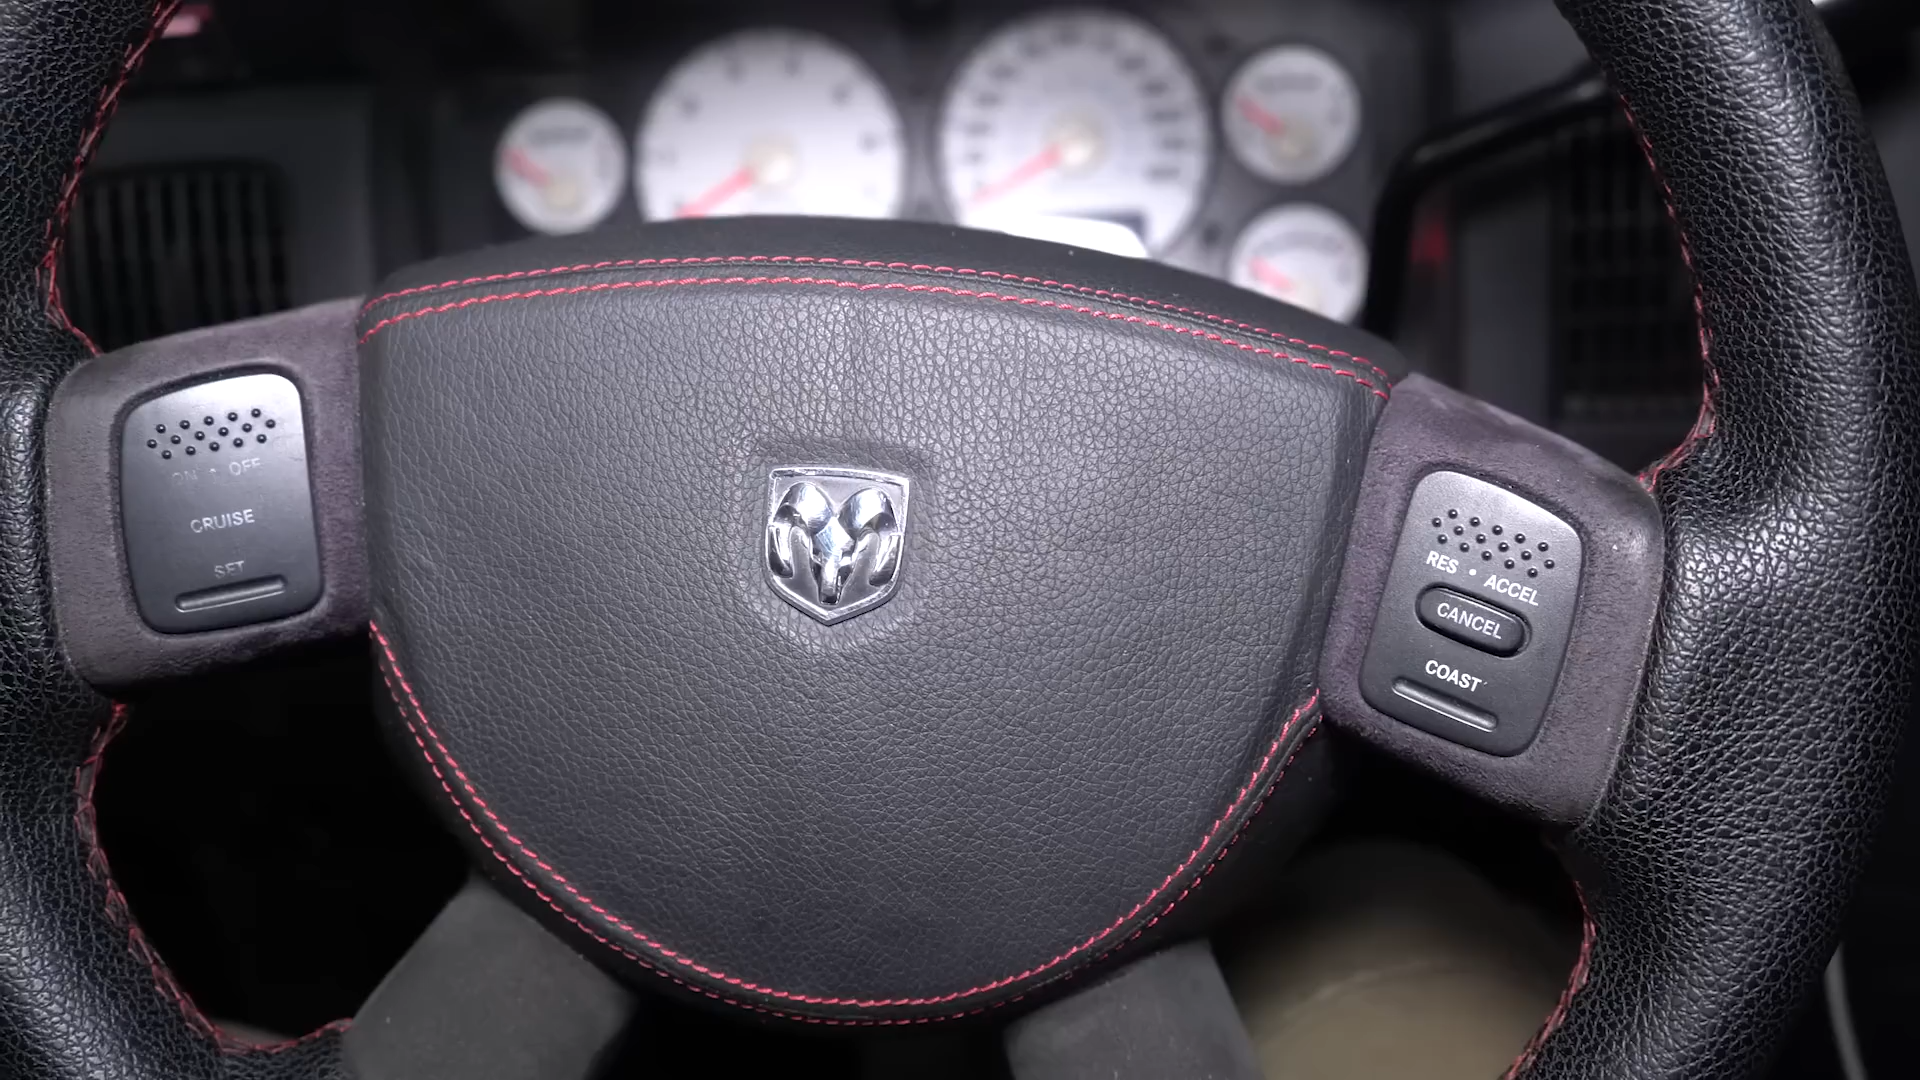 ON • OFF
CRUISE
SET
RES • ACCEL
CANCEL
COAST